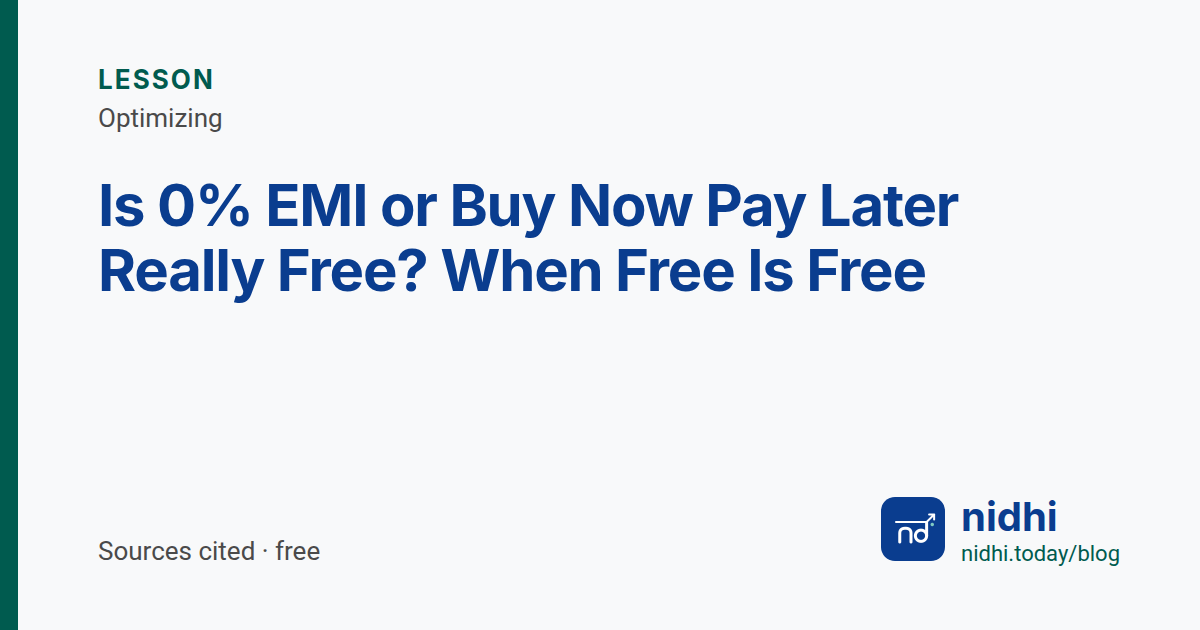 LESSON
Optimizing
Is 0% EMI or Buy Now Pay Later
Really Free? When Free Is Free
Sources cited · free
nd
nidhi
nidhi.today/blog